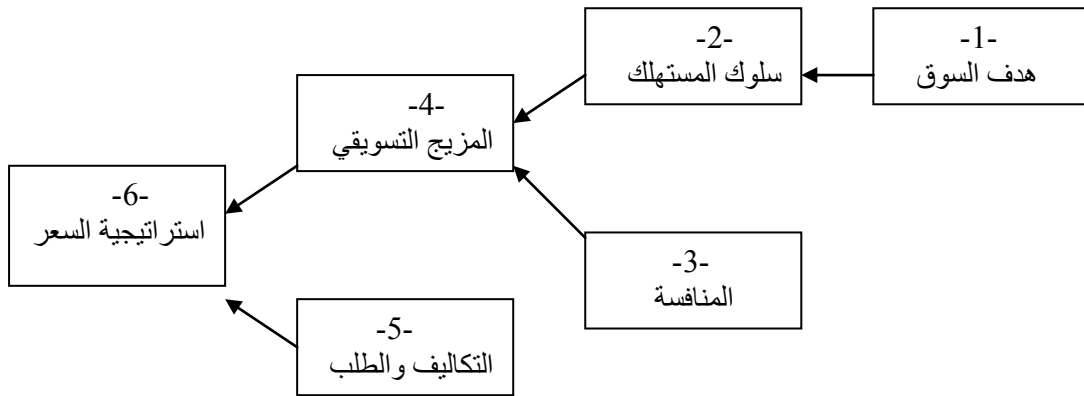 -1-
هدف السوق
-2-
سلوك المستهلك
-3-
المنافسة
-4-
المزيج التسويقي
-5-
التكاليف والطلب
-6-
استراتيجية السعر